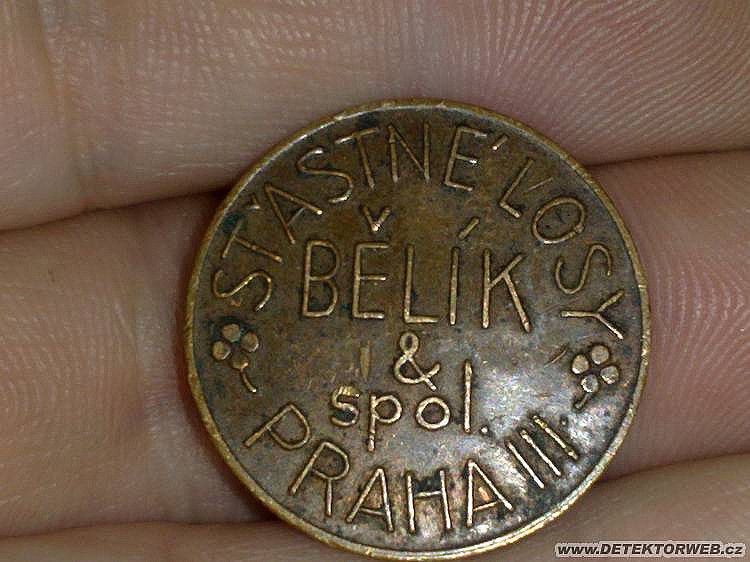 ŠŤASTNÉ LOSY
BĚLÍK
&
spol.
PRAHA III
www.DETEKTORWEB.cz